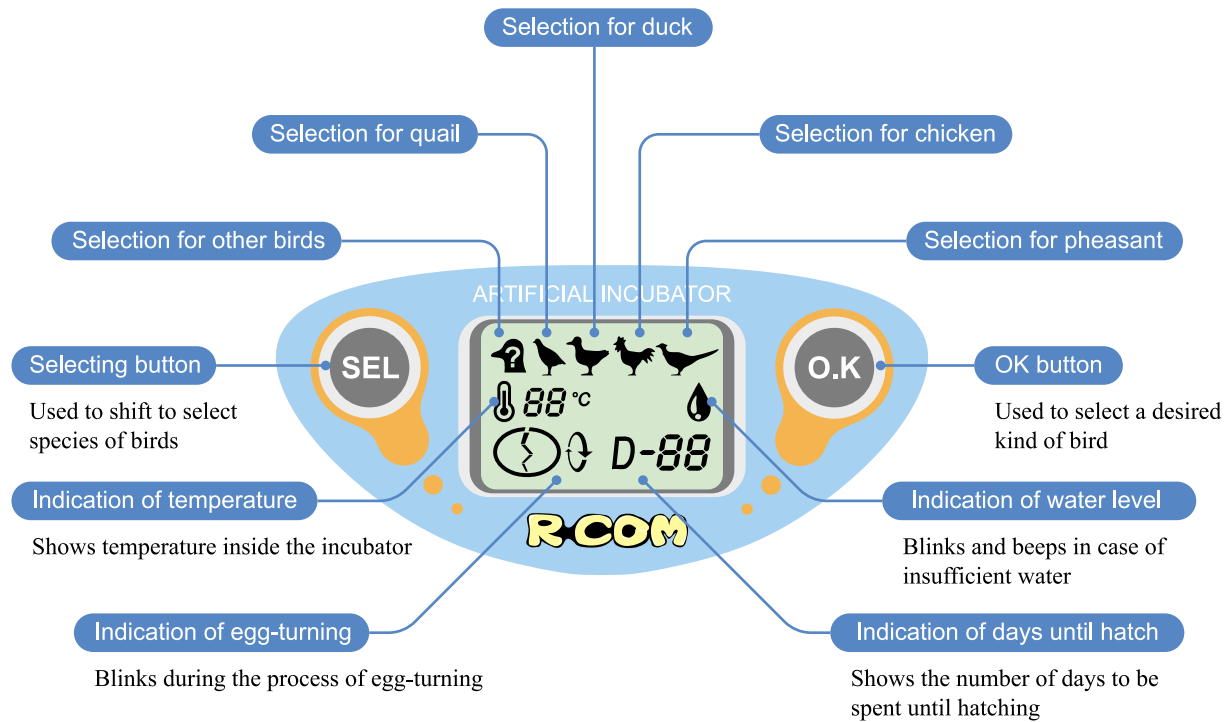 Selection for duck
Selection for quail
Selection for chicken
Selection for other birds
Selection for pheasant
ARTIFICIAL INCUBATOR
SEL
O.K
Selecting button
Used to shift to select
species of birds
OK button
Used to select a desired
kind of bird
?
88 °C
D-88
Indication of temperature
Shows temperature inside the incubator
Indication of water level
Blinks and beeps in case of
insufficient water
R-COM
Indication of egg-turning
Blinks during the process of egg-turning
Indication of days until hatch
Shows the number of days to be
spent until hatching